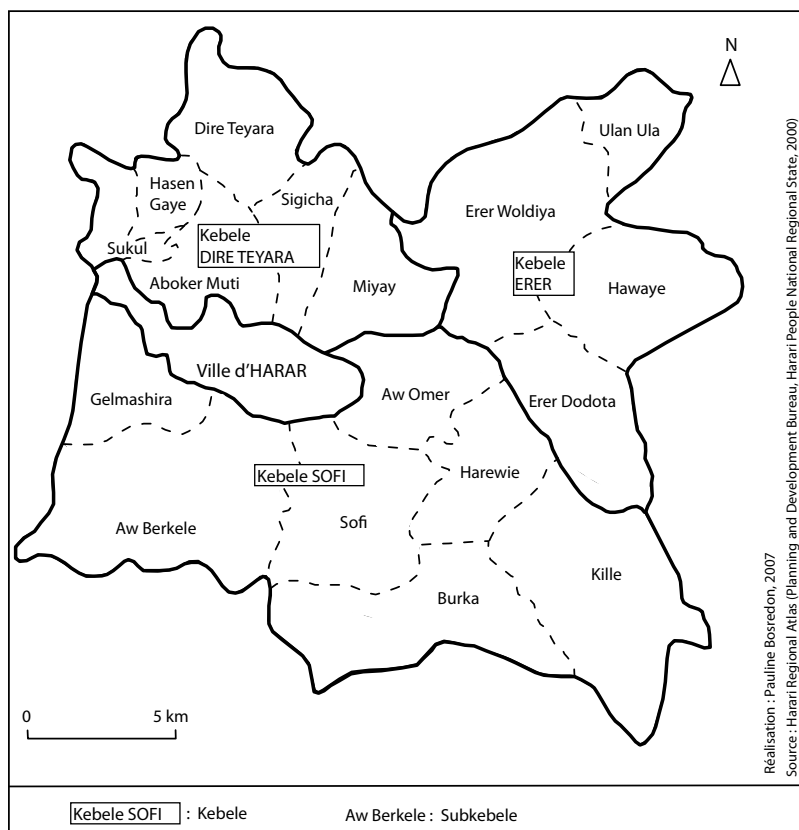 N
Dire Teyara
Ulan Ula
Hasen
Gaye
Sigicha
Erer Woldiya
Sukul
Kebele
DIRE TEYARA
Kebele
ERER
Aboker Muti
Miyay
Hawaye
Ville d'HARAR
Gelmashira
Aw Omer
Erer Dodota
Kebele SOFI
Harewie
Aw Berkele
Sofi
Kille
Burka
0 5 km
Réalisation : Pauline Bosredon, 2007
Source : Harari Regional Atlas (Planning and Development Bureau, Harari People National Regional State, 2000)
Kebele SOFI : Kebele
Aw Berkele : Subkebele